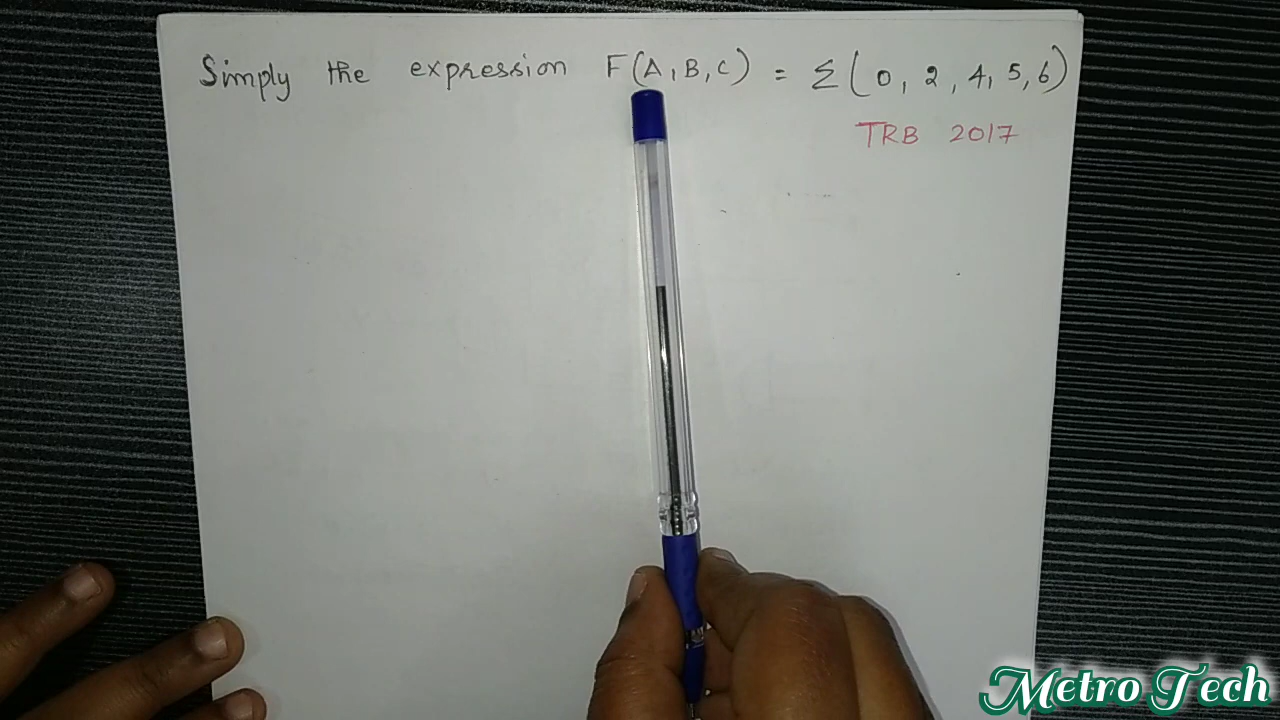 Simply the expression F(A,B,C) = Σ(0,2,4,5,6)
TRB 2017
Metro Tech